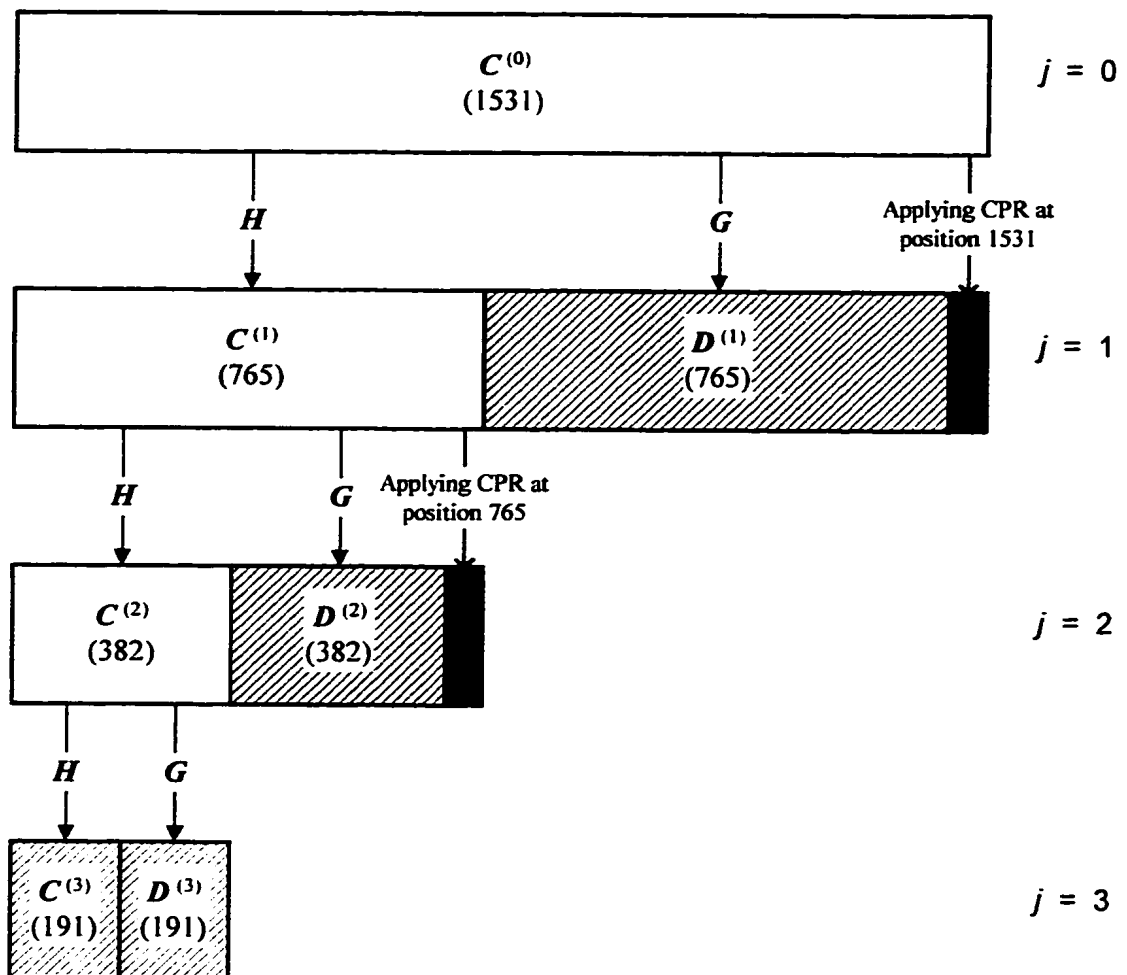 C(0)
(1531)
j = 0
H
G
Applying CPR at
position 1531
C(1)
(765)
D(1)
(765)
j = 1
H
G
Applying CPR at
position 765
C(2)
(382)
D(2)
(382)
j = 2
H
G
C(3)
(191)
D(3)
(191)
j = 3